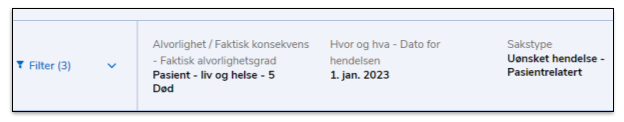 Filter (3)
Alvorlighet / Faktisk konsekvens
- Faktisk alvorlighetsgrad
Pasient - liv og helse - 5
Død
Hvor og hva - Dato for
hendelsen
1. jan. 2023
Sakstype
Uønsket hendelse -
Pasientrelatert